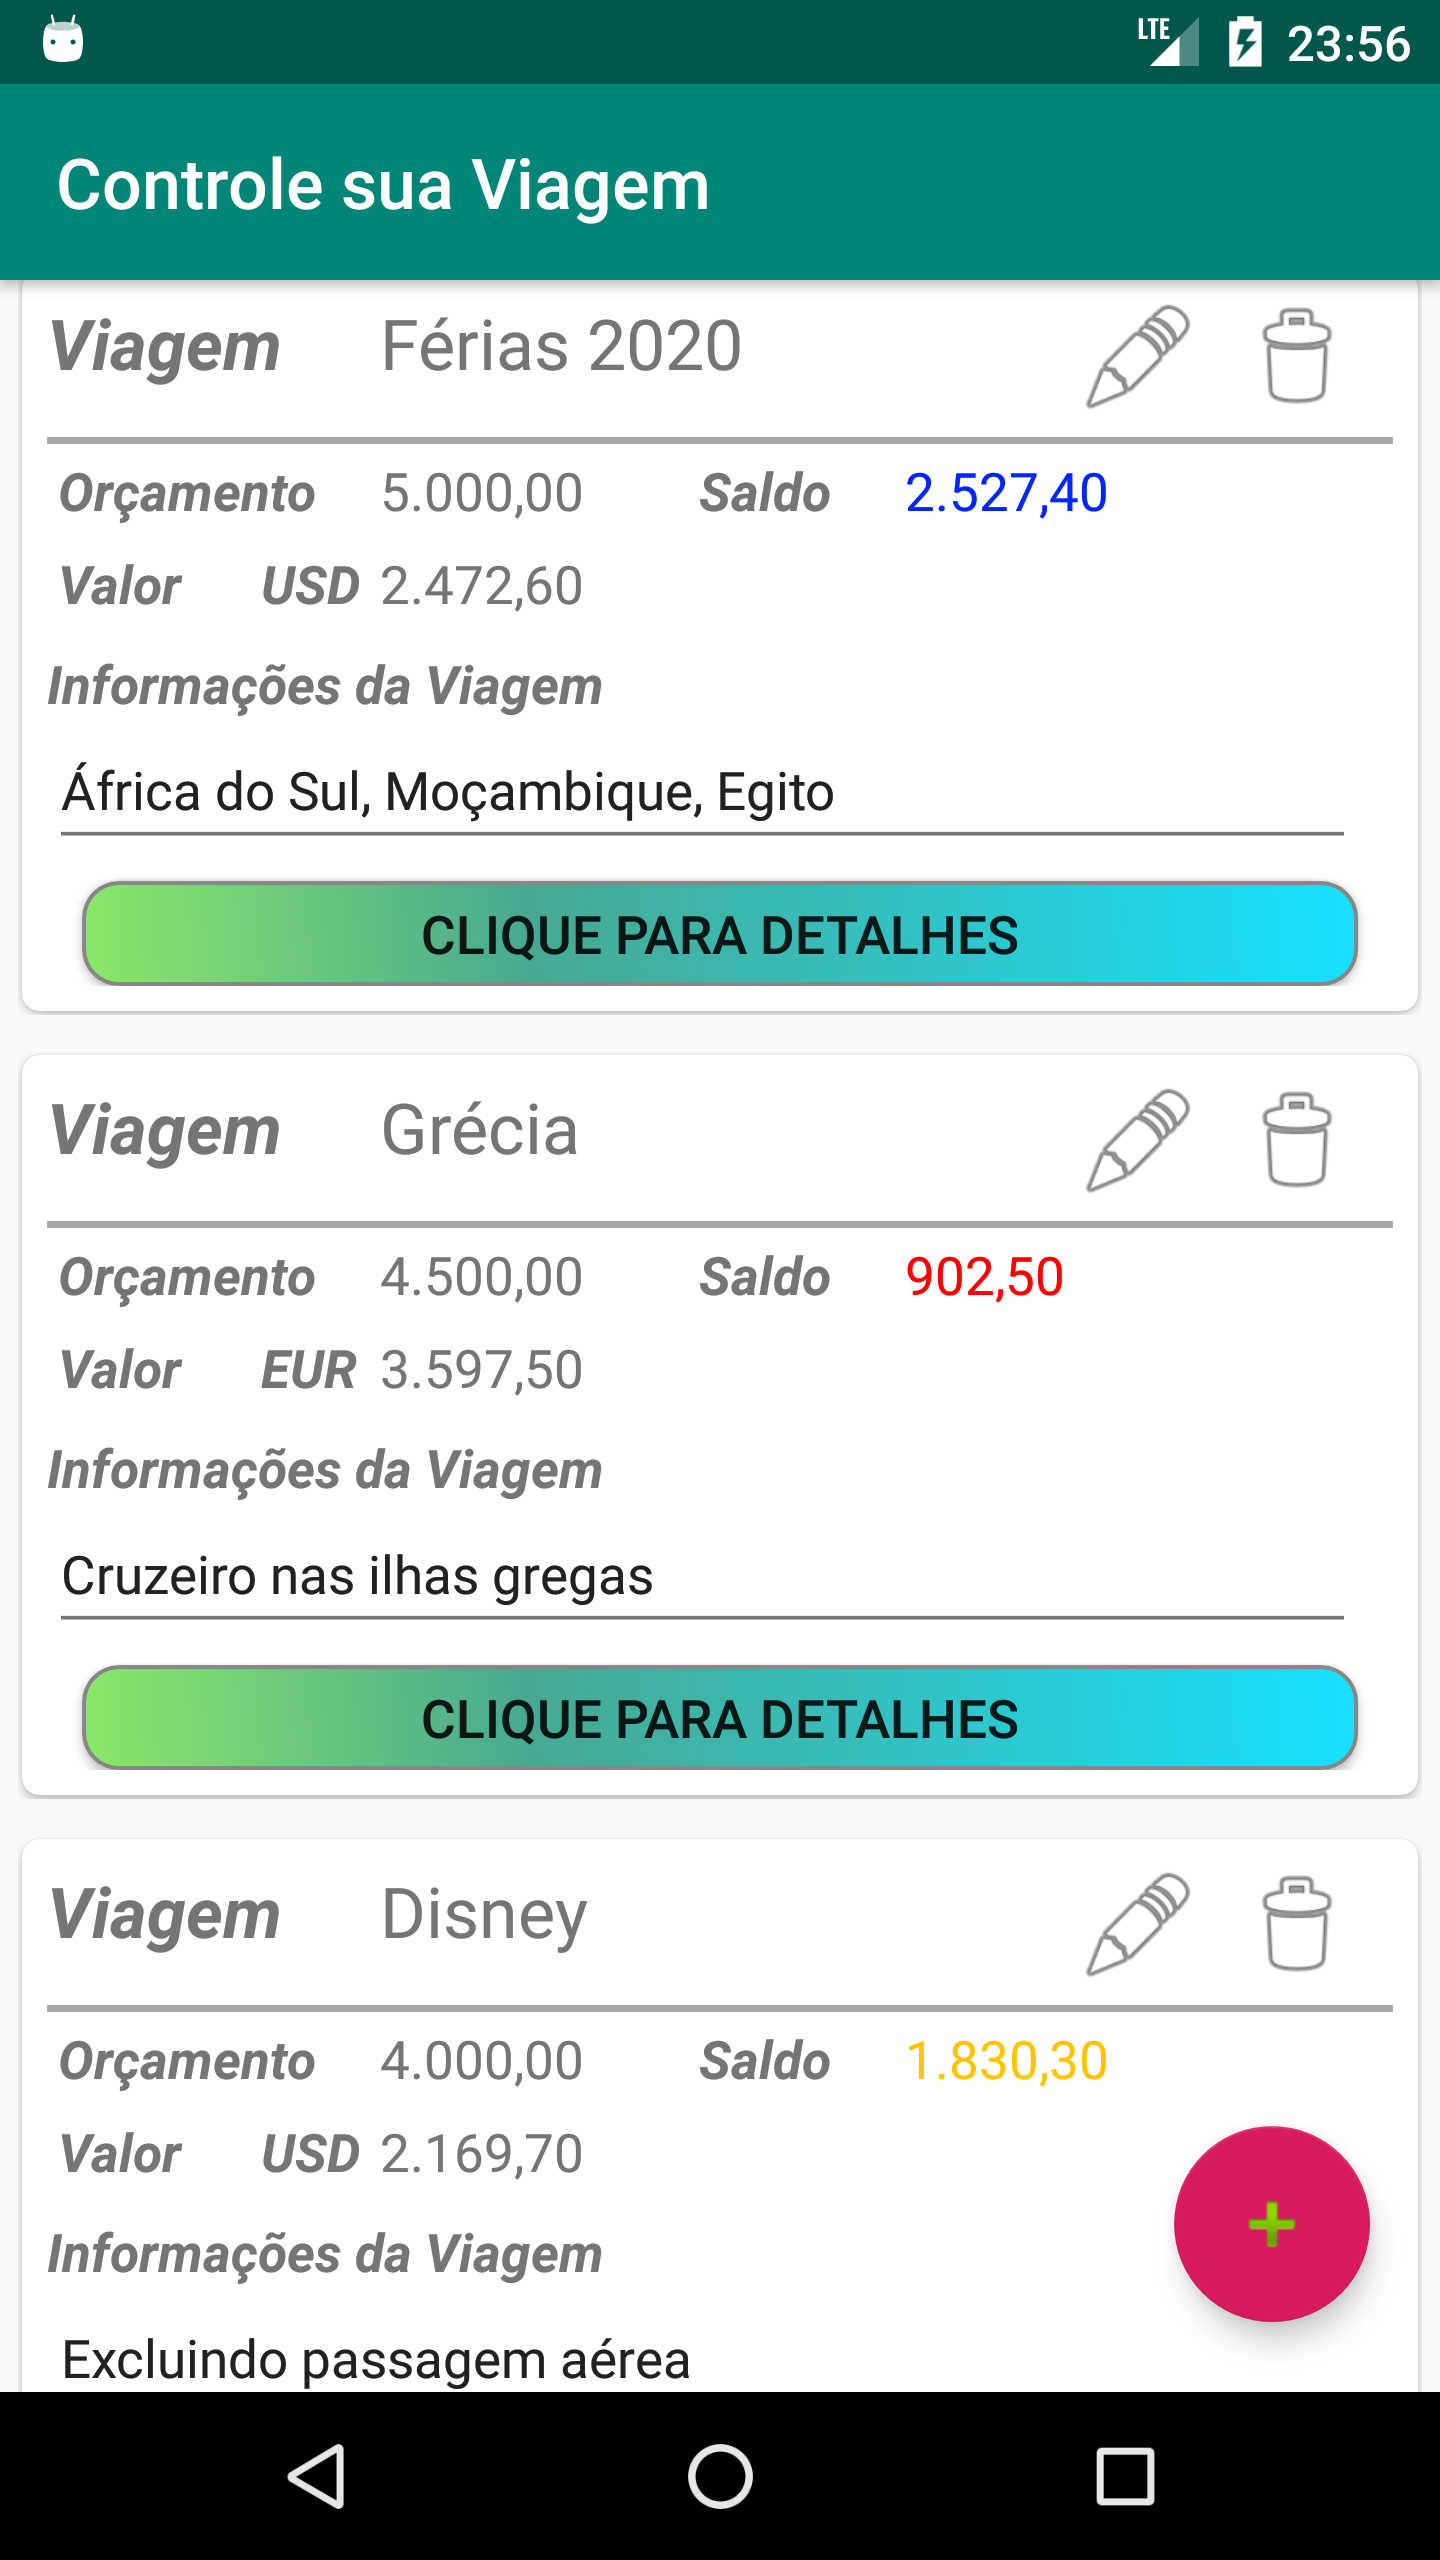 LTE 23:56
Controle sua Viagem
Viagem Férias 2020
Orçamento 5.000,00 Saldo 2.527,40
Valor USD 2.472,60
Informações da Viagem
África do Sul, Moçambique, Egito
CLIQUE PARA DETALHES
Viagem Grécia
Orçamento 4.500,00 Saldo 902,50
Valor EUR 3.597,50
Informações da Viagem
Cruzeiro nas ilhas gregas
CLIQUE PARA DETALHES
Viagem Disney
Orçamento 4.000,00 Saldo 1.830,30
Valor USD 2.169,70
Informações da Viagem
Excluindo passagem aérea